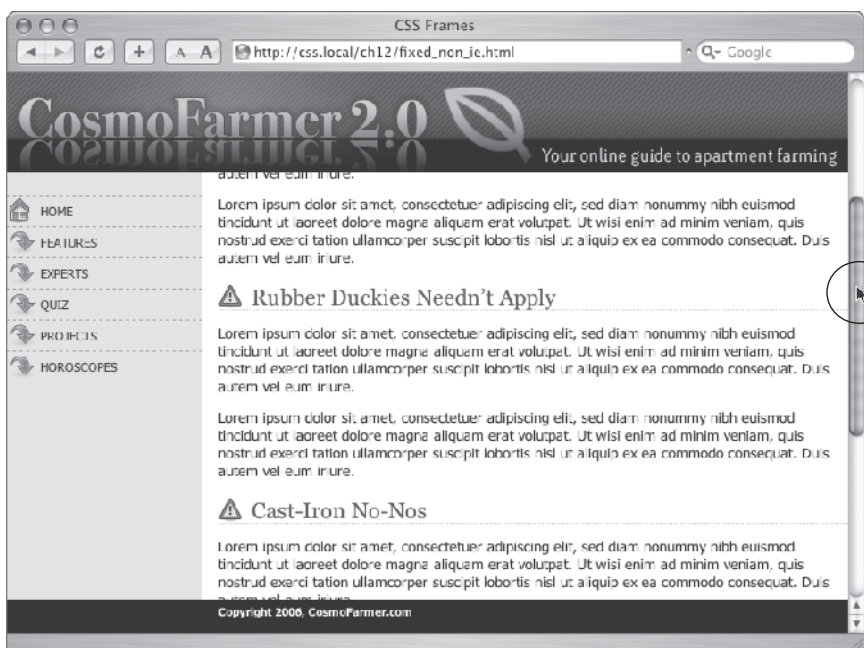 CSS Frames
A A http://css.local/ch12/fixed_non_ie.html Google
CosmoFarmer 2.0
Your online guide to apartment farming
autem vel eum iriure.
HOME
FEATURES
EXPERTS
QUIZ
PROJECTS
HOROSCOPES
Lorem ipsum dolor sit amet, consectetuer adipiscing elit, sed diam nonummy nibh euismod
tincidunt ut laoreet dolore magna aliquam erat volutpat. Ut wisi enim ad minim veniam, quis
nostrud exerci tation ullamcorper suscipit lobortis nisl ut aliquip ex ea commodo consequat. Duis
autem vel eum iriure.
Rubber Duckies Needn't Apply
Lorem ipsum dolor sit amet, consectetuer adipiscing elit, sed diam nonummy nibh euismod
tincidunt ut laoreet dolore magna aliquam erat volutpat. Ut wisi enim ad minim veniam, quis
nostrud exerci tation ullamcorper suscipit lobortis nisl ut aliquip ex ea commodo consequat. Duis
autem vel eum iriure.
Lorem ipsum dolor sit amet, consectetuer adipiscing elit, sed diam nonummy nibh euismod
tincidunt ut laoreet dolore magna aliquam erat volutpat. Ut wisi enim ad minim veniam, quis
nostrud exerci tation ullamcorper suscipit lobortis nisl ut aliquip ex ea commodo consequat. Duis
autem vel eum iriure.
Cast-Iron No-Nos
Lorem ipsum dolor sit amet, consectetuer adipiscing elit, sed diam nonummy nibh euismod
tincidunt ut laoreet dolore magna aliquam erat volutpat. Ut wisi enim ad minim veniam, quis
nostrud exerci tation ullamcorper suscipit lobortis nisl ut aliquip ex ea commodo consequat. Duis
autem vel eum iriure.
Copyright 2006, CosmoFarmer.com